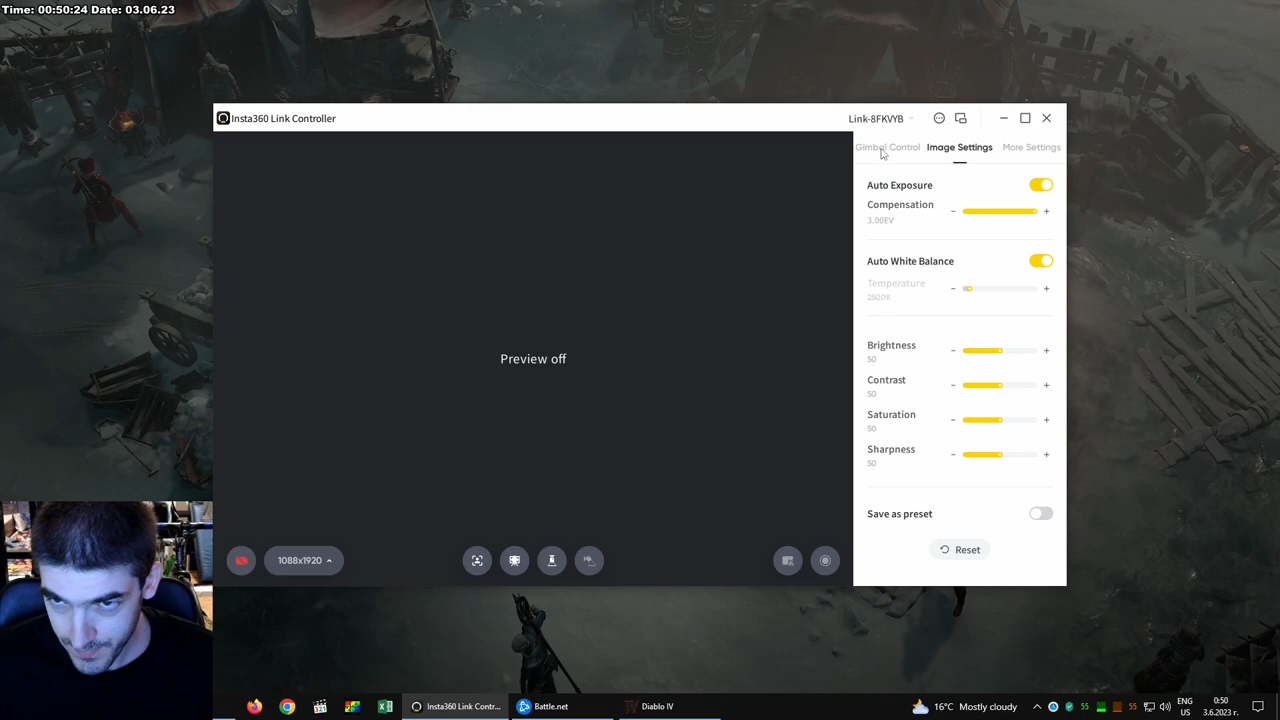 Time: 00:50:24 Date: 03.06.23
Insta360 Link Controller
Link-8FKVYB
Gimbal Control
Image Settings
More Settings
Auto Exposure
Compensation
3.00EV
- +
Auto White Balance
Temperature
2500K
- +
Brightness
50
- +
Contrast
50
- +
Saturation
50
- +
Sharpness
50
- +
Preview off
Save as preset
Reset
1088x1920
Insta360 Link Contr...
Battle.net
Diablo IV
16°C Mostly cloudy
55
55
ENG
УС
0:50
3.6.2023 г.